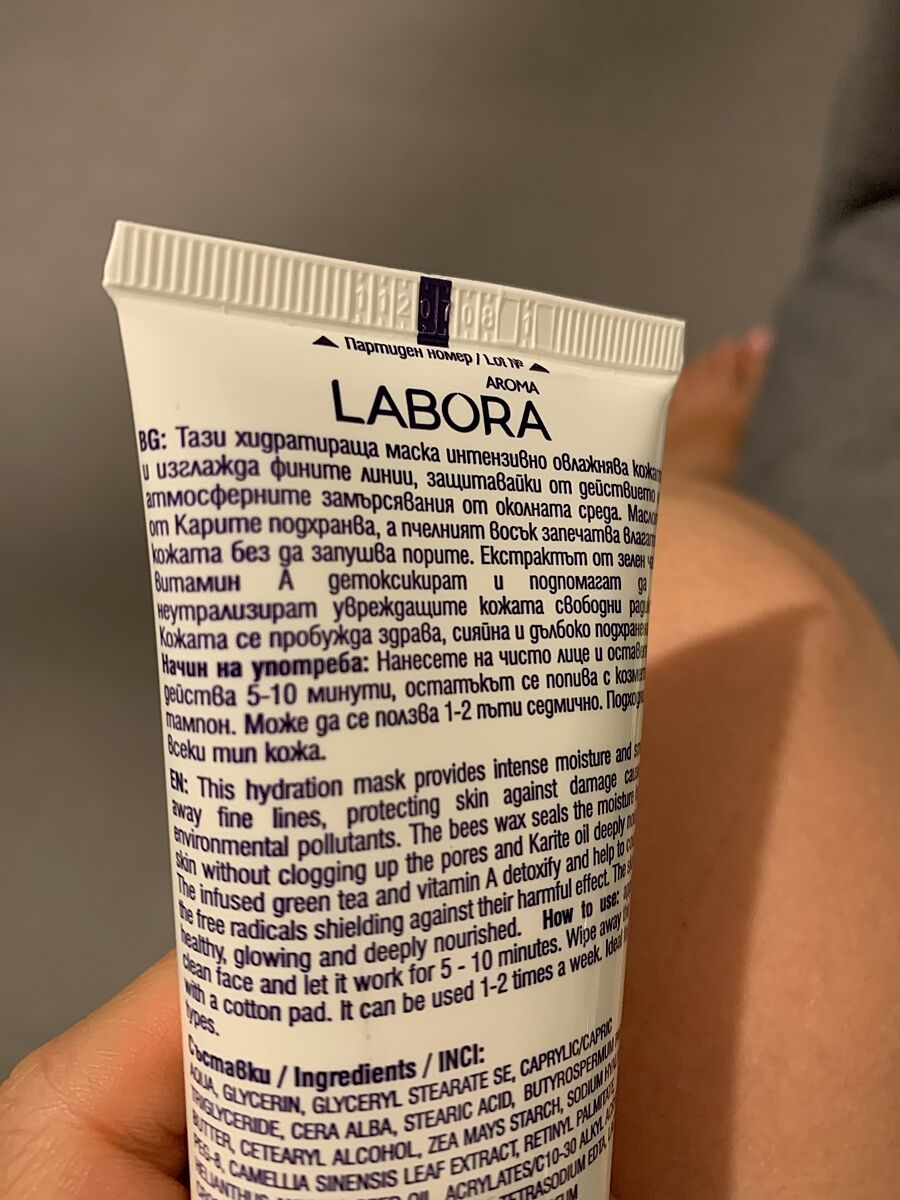 1120708
Партиден номер / Lot №
AROMA
LABORA
BG: Тази хидратираща маска интензивно овлажнява
и изглажда фините линии, защитавайки от действието
атмосферните замърсявания от околната среда.
от Карите подхранва, а пчелният восък запечатва
кожата без да запушва порите. Екстрактът от зелен
витамин А детоксикират и подпомагат да
неутрализират увреждащите кожата свободни
Кожата се пробужда здрава, сияйна и дълбоко
Начин на употреба: Нанесете на чисто лице и
действа 5-10 минути, остатъкът се попива с
тампон. Може да се ползва 1-2 пъти седмично.
всеки тип кожа.
EN: This hydration mask provides intense moisture and
away fine lines, protecting skin against damage
environmental pollutants. The bees wax seals the moisture
skin without clogging up the pores and Karite oil deeply
The infused green tea and vitamin A detoxify and help to
the free radicals shielding against their harmful effect. The
healthy, glowing and deeply nourished. How to use:
clean face and let it work for 5 - 10 minutes. Wipe away
with a cotton pad. It can be used 1-2 times a week. Ideal
types.
Съставки / Ingredients / INCI:
AQUA, GLYCERIN, GLYCERYL STEARATE SE, CAPRYLIC/CAPRIC
TRIGLYCERIDE, CERA ALBA, STEARIC ACID, BUTYROSPERMUM
BUTTER, CETEARYL ALCOHOL, ZEA MAYS STARCH, SODIUM
PEG-8, CAMELLIA SINENSIS LEAF EXTRACT, RETINYL PALMITATE,
HELIANTHUS OIL, ACRYLATES/C10-30 ALKYL
TETRASODIUM EDTA,